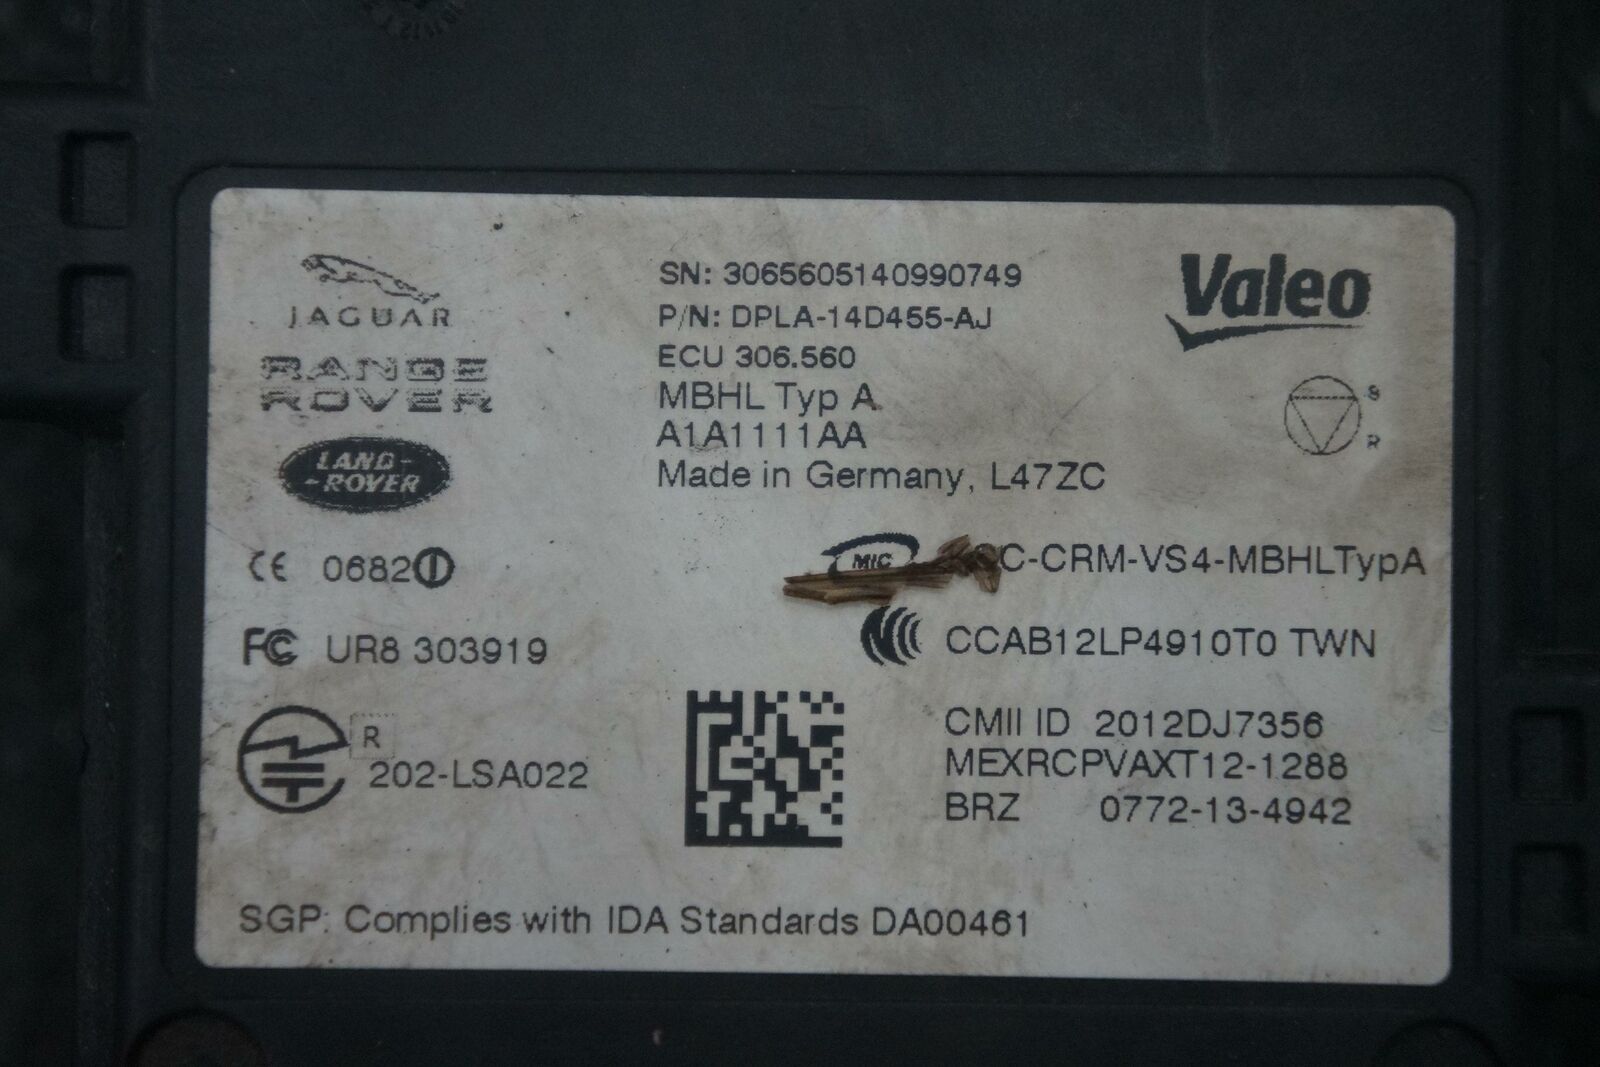 JAGUAR
RANGE
ROVER
LAND-
-ROVER
CE 0682
FC UR8 303919
R
202-LSA022
SN: 3065605140990749
P/N: DPLA-14D455-AJ
ECU 306.560
MBHL Typ A
A1A1111AA
Made in Germany, L47ZC
Valeo
S
R
MIC
C-CRM-VS4-MBHLTypA
CCAB12LP4910T0 TWN
CMII ID 2012DJ7356
MEXRCPVAXT12-1288
BRZ 0772-13-4942
SGP: Complies with IDA Standards DA00461